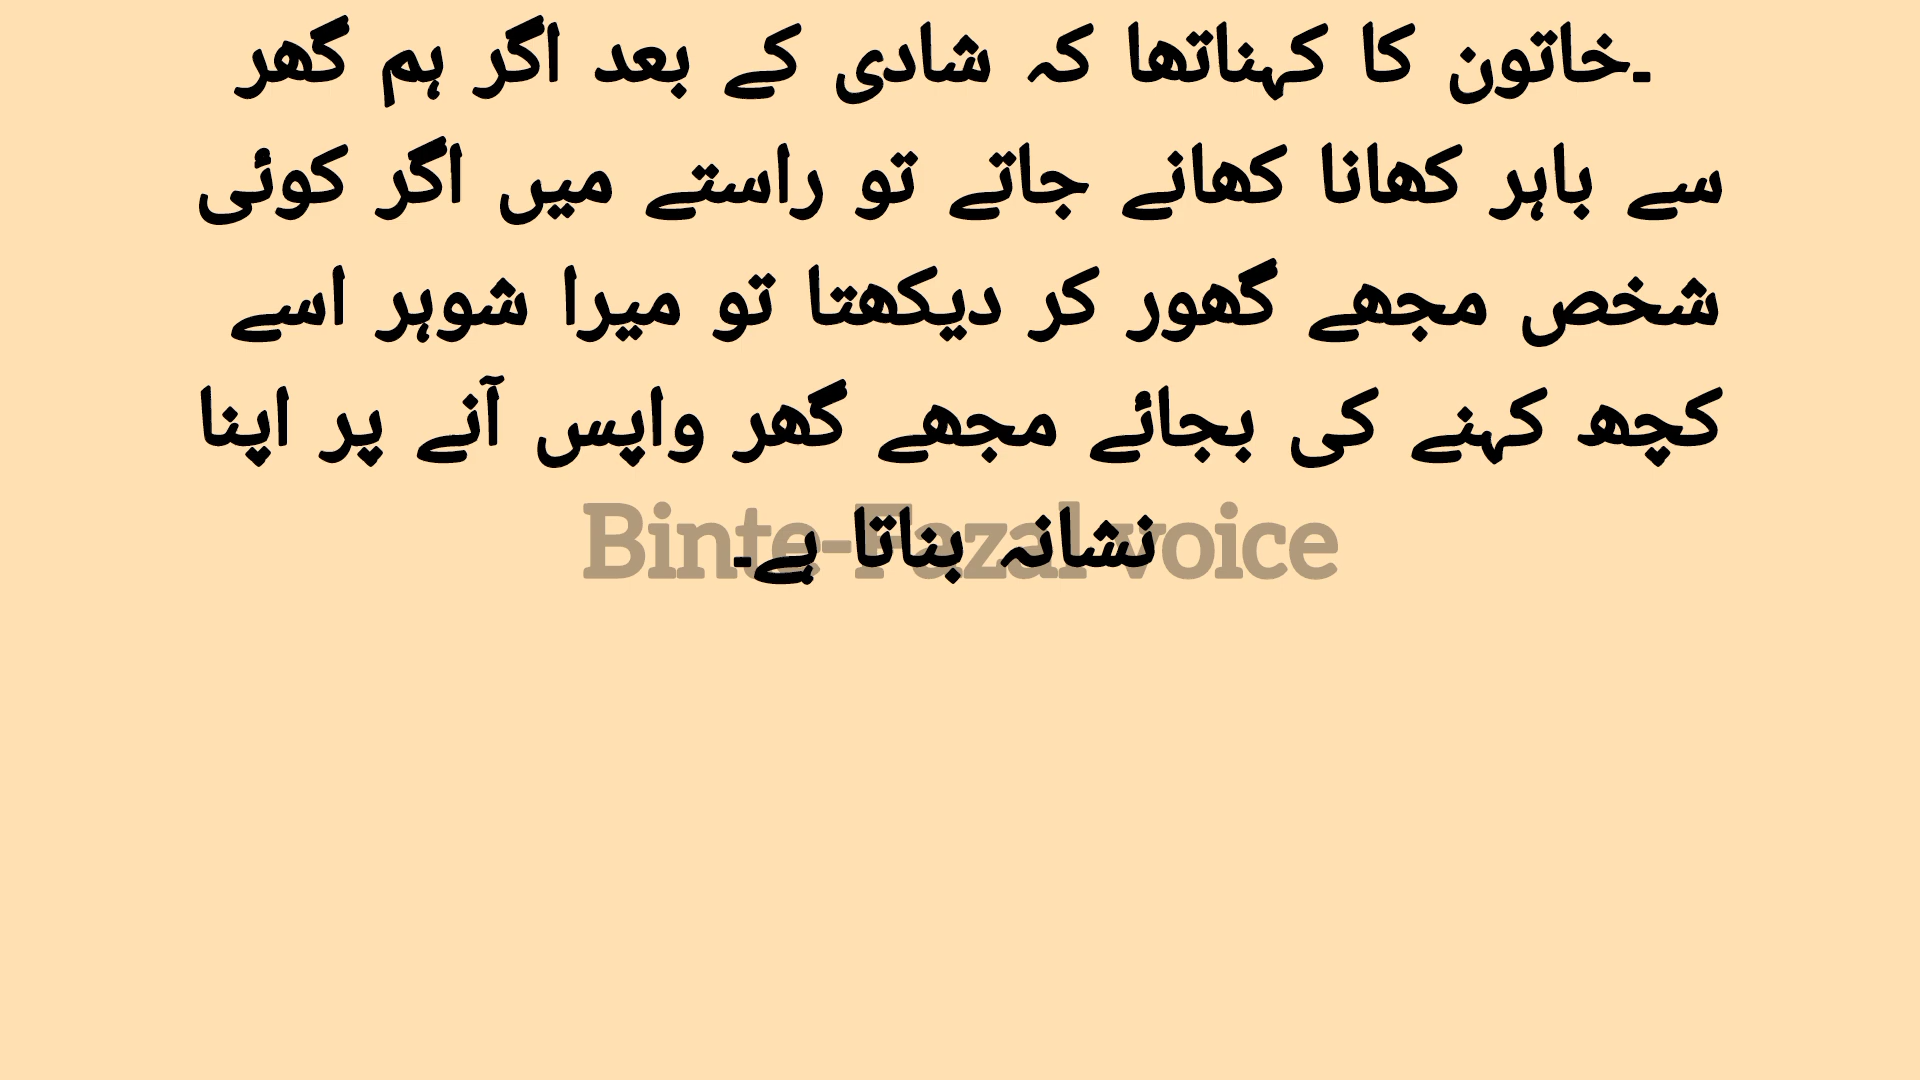 ۔خاتون کا کہناتھا کہ شادی کے بعد اگر ہم گھر
سے باہر کھانا کھانے جاتے تو راستے میں اگر کوئی
شخص مجھے گھور کر دیکھتا تو میرا شوہر اسے
کچھ کہنے کی بجائے مجھے گھر واپس آنے پر اپنا
نشانہ بناتا ہے۔
Binte-Fazal voice